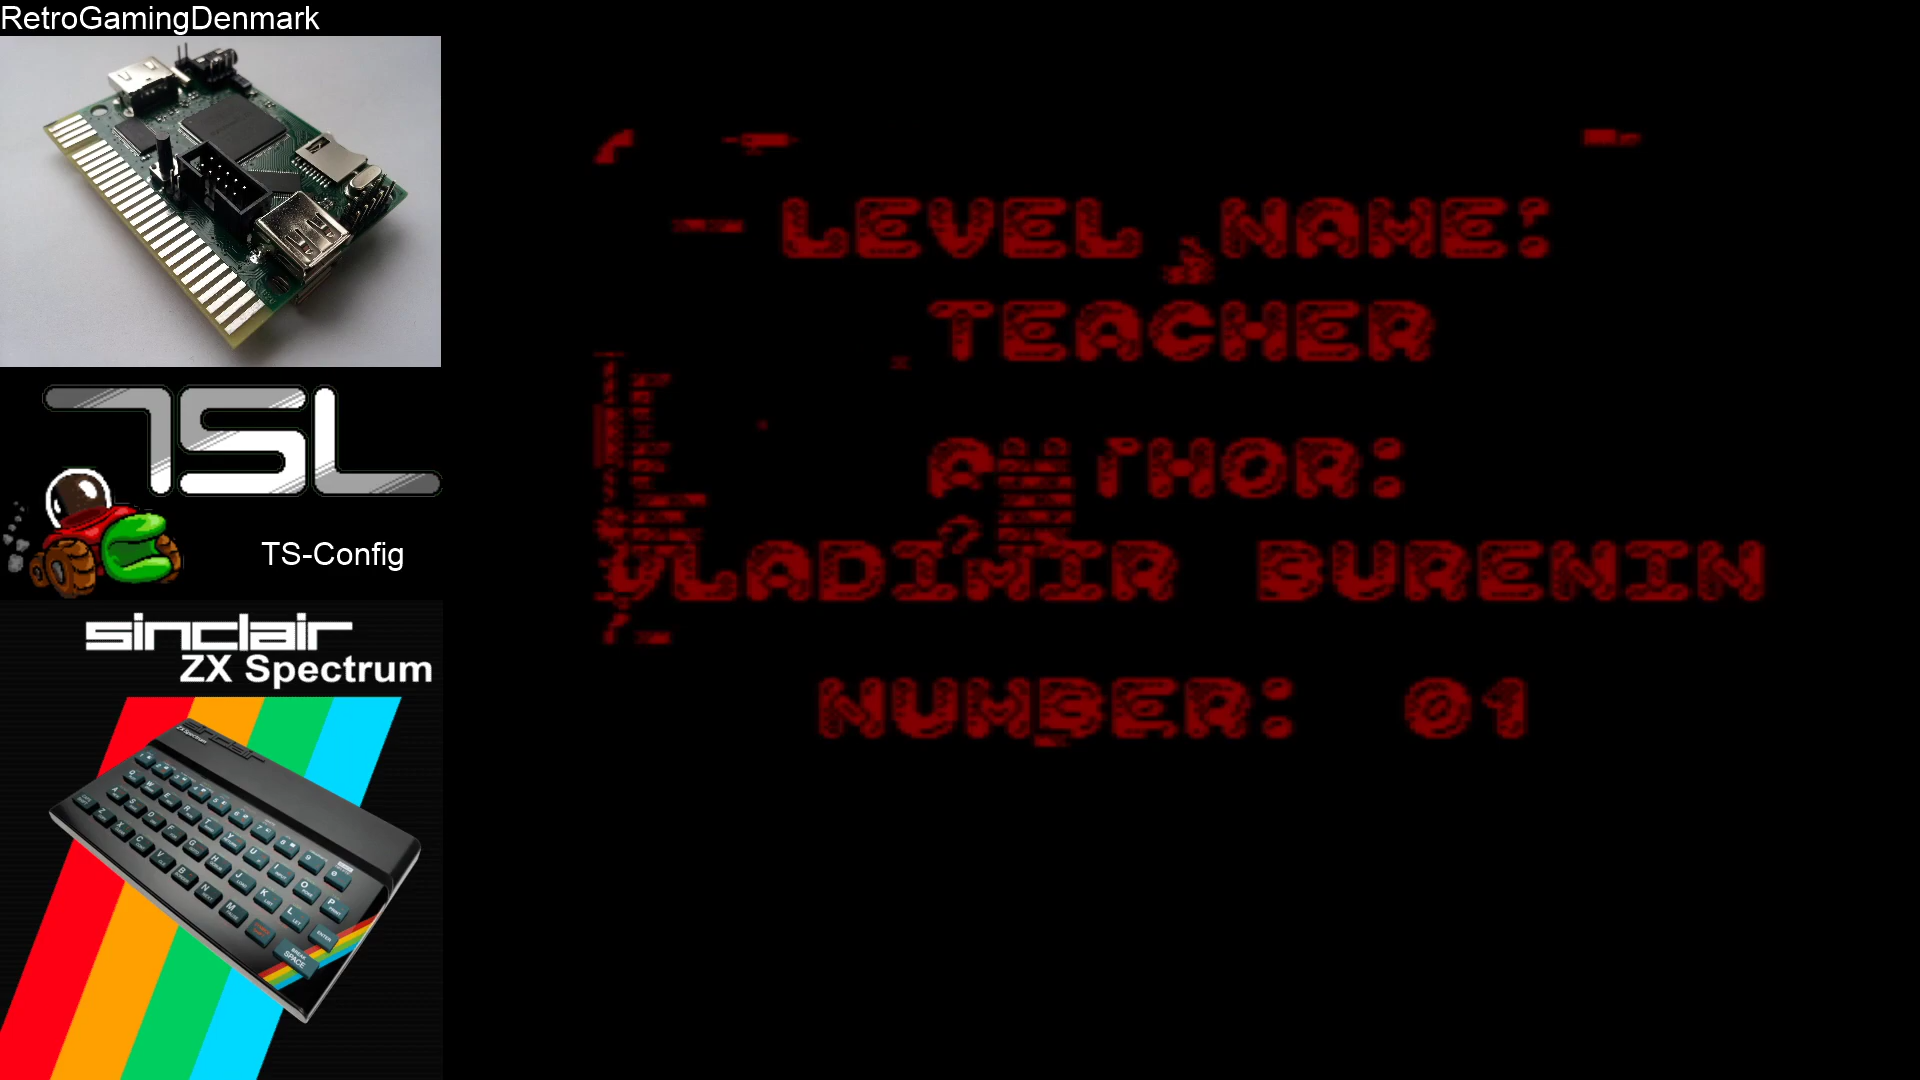 RetroGamingDenmark
TSL
TS-Config
sinclair
ZX Spectrum
LEVEL NAME:
TEACHER
AUTHOR:
VLADIMIR BURENIN
NUMBER: 01